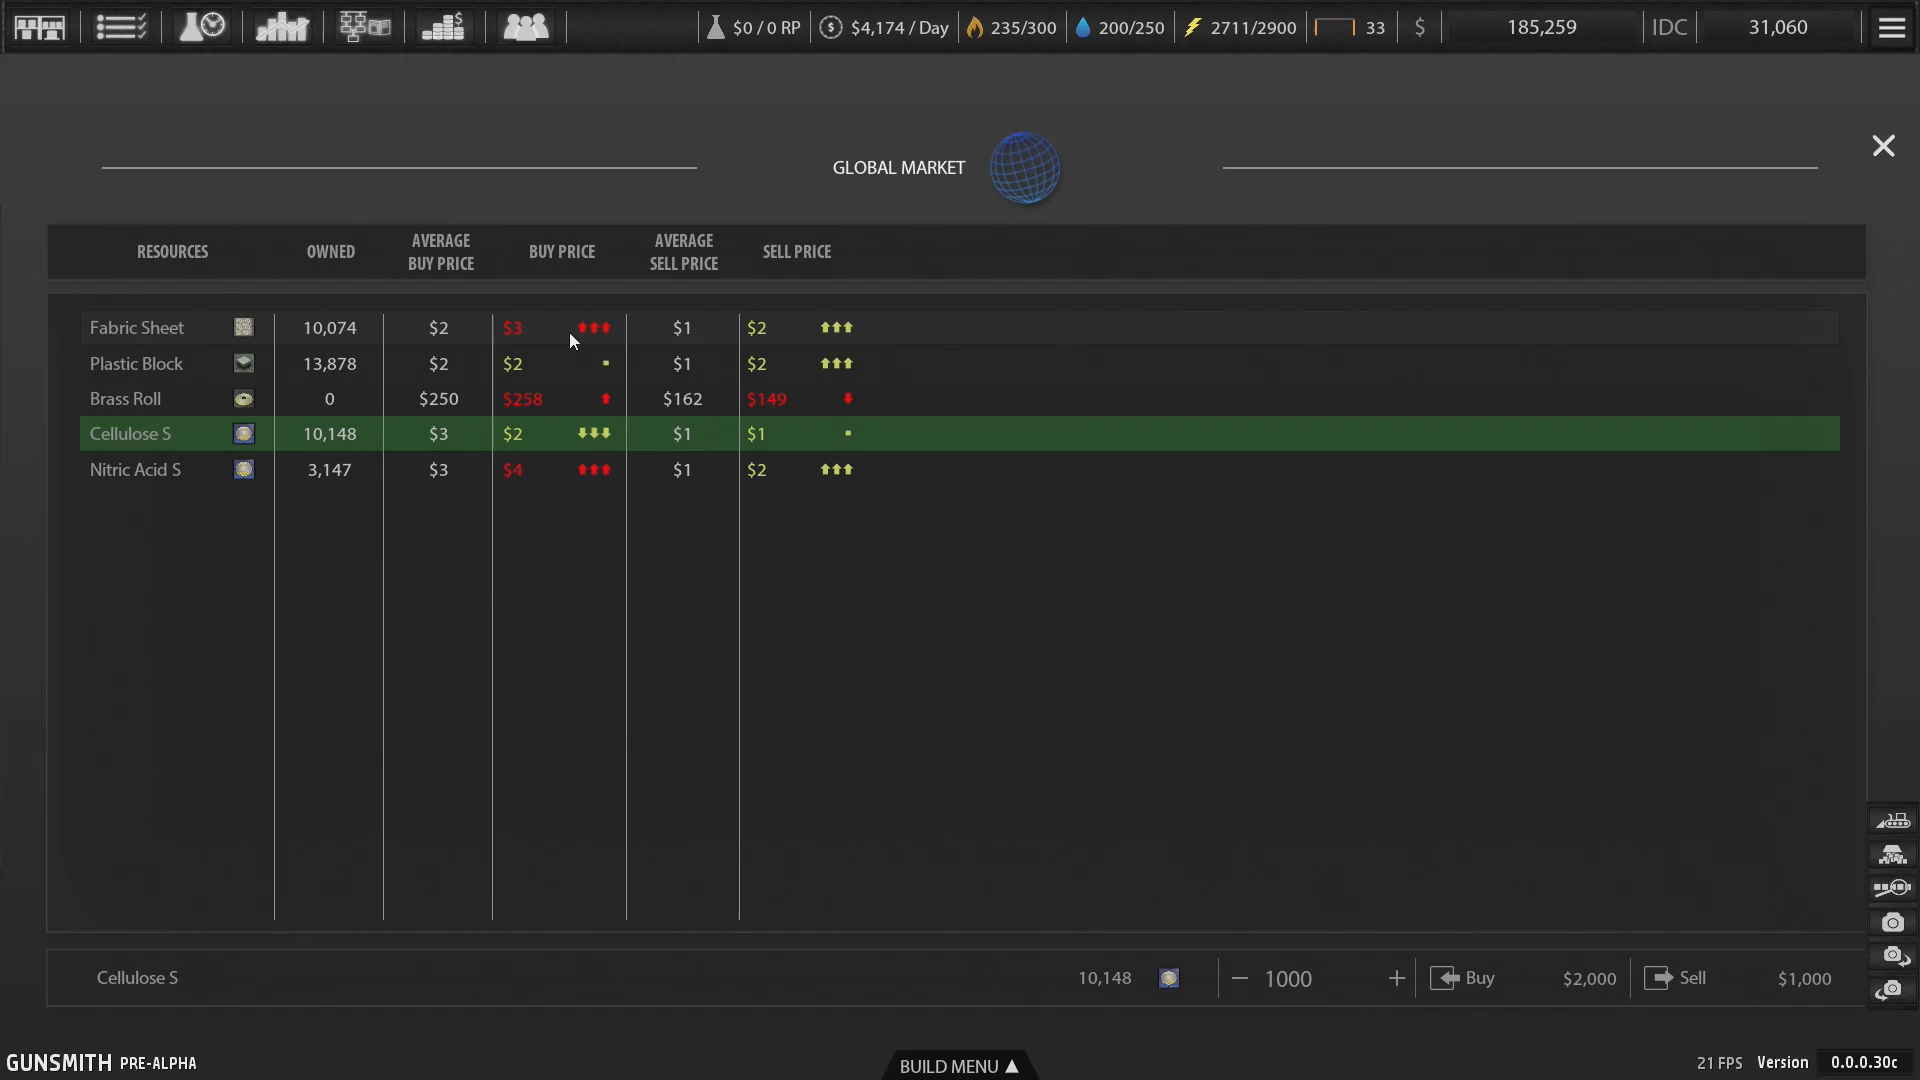 $0 / 0 RP $4,174 / Day 235/300 200/250 2711/2900 33 $ 185,259 IDC 31,060
GLOBAL MARKET
RESOURCES OWNED AVERAGE BUY PRICE BUY PRICE AVERAGE SELL PRICE SELL PRICE
Fabric Sheet 10,074 $2 $3 $1 $2
Plastic Block 13,878 $2 $2 $1 $2
Brass Roll 0 $250 $258 $162 $149
Cellulose S 10,148 $3 $2 $1 $1
Nitric Acid S 3,147 $3 $4 $1 $2
Cellulose S 10,148 − 1000 + Buy $2,000 Sell $1,000
GUNSMITH PRE-ALPHA BUILD MENU 21 FPS Version 0.0.0.30c